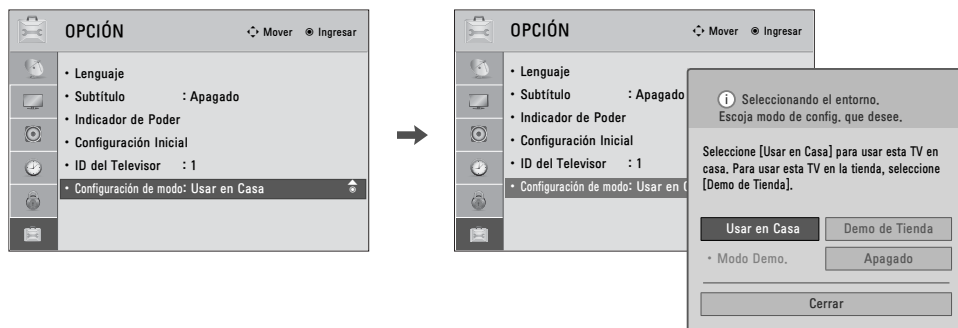 OPCIÓN Mover Ingresar
• Lenguaje
• Subtítulo : Apagado
• Indicador de Poder
• Configuración Inicial
• ID del Televisor : 1
• Configuración de modo: Usar en Casa
OPCIÓN Mover Ingresar
• Lenguaje
• Subtítulo : Apagado
• Indicador de Poder
• Configuración Inicial
• ID del Televisor : 1
• Configuración de modo: Usar en
i Seleccionando el entorno.
Escoja modo de config. que desee.
Seleccione [Usar en Casa] para usar esta TV en
casa. Para usar esta TV en la tienda, seleccione
[Demo de Tienda].
Usar en Casa Demo de Tienda
• Modo Demo. Apagado
Cerrar